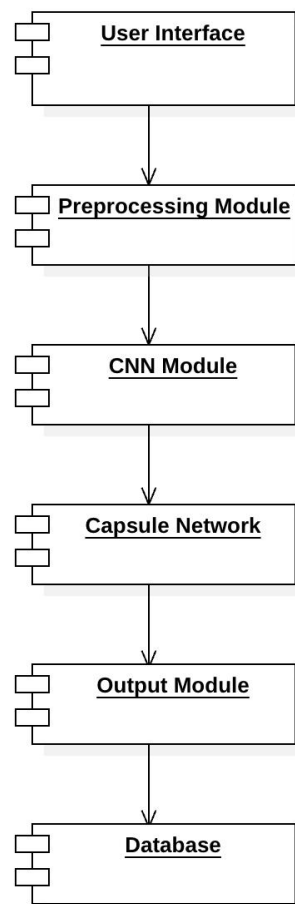 User Interface
Preprocessing Module
CNN Module
Capsule Network
Output Module
Database